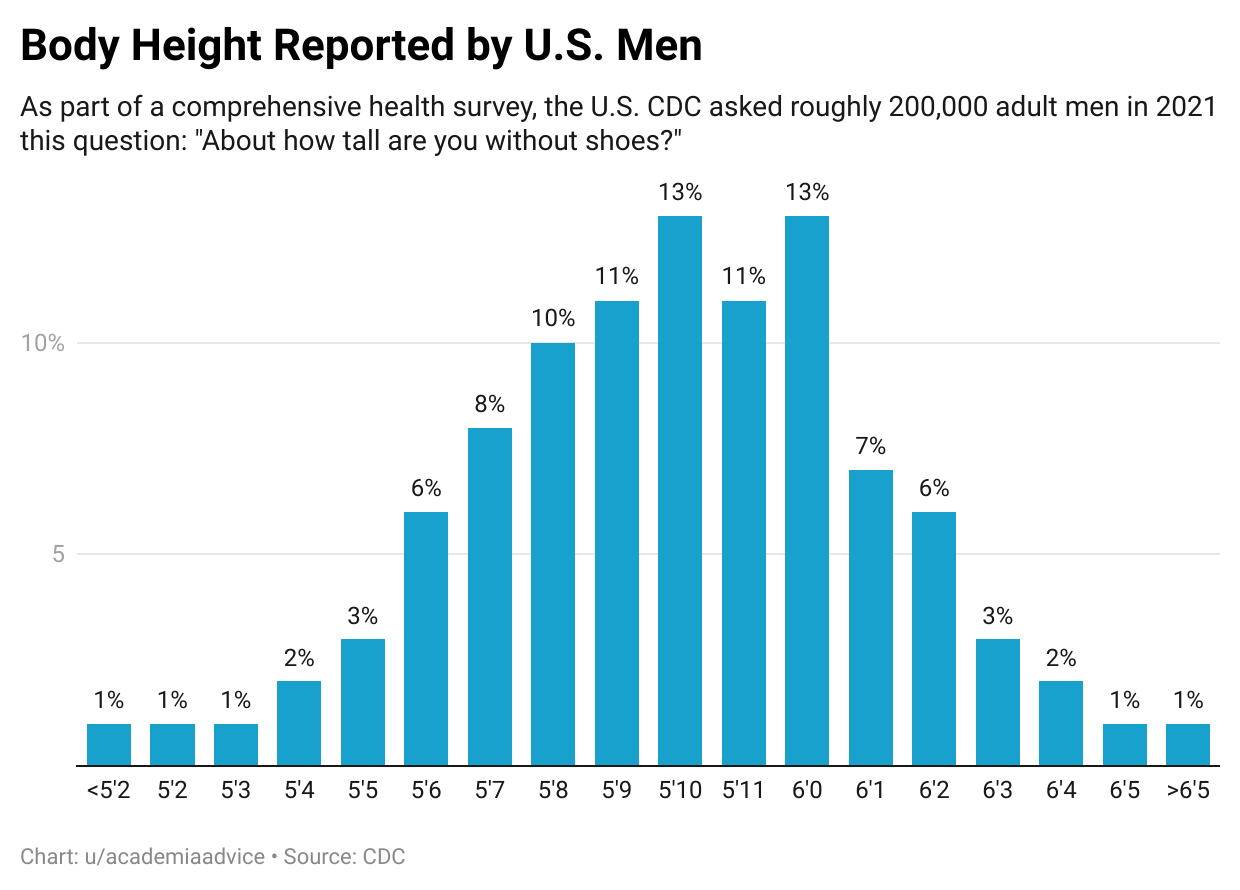 Body Height Reported by U.S. Men
As part of a comprehensive health survey, the U.S. CDC asked roughly 200,000 adult men in 2021
this question: "About how tall are you without shoes?"
13% 13%
11% 11%
10%
10%
8%
7%
6% 6%
5
3% 3%
2% 2%
1% 1% 1% 1% 1%
<5'2 5'2 5'3 5'4 5'5 5'6 5'7 5'8 5'9 5'10 5'11 6'0 6'1 6'2 6'3 6'4 6'5 >6'5
Chart: u/academiaadvice • Source: CDC